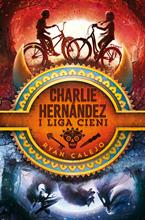 CHARLIE
HERNÁNDEZ
I LIGA CIENI
RYAN CALEJO